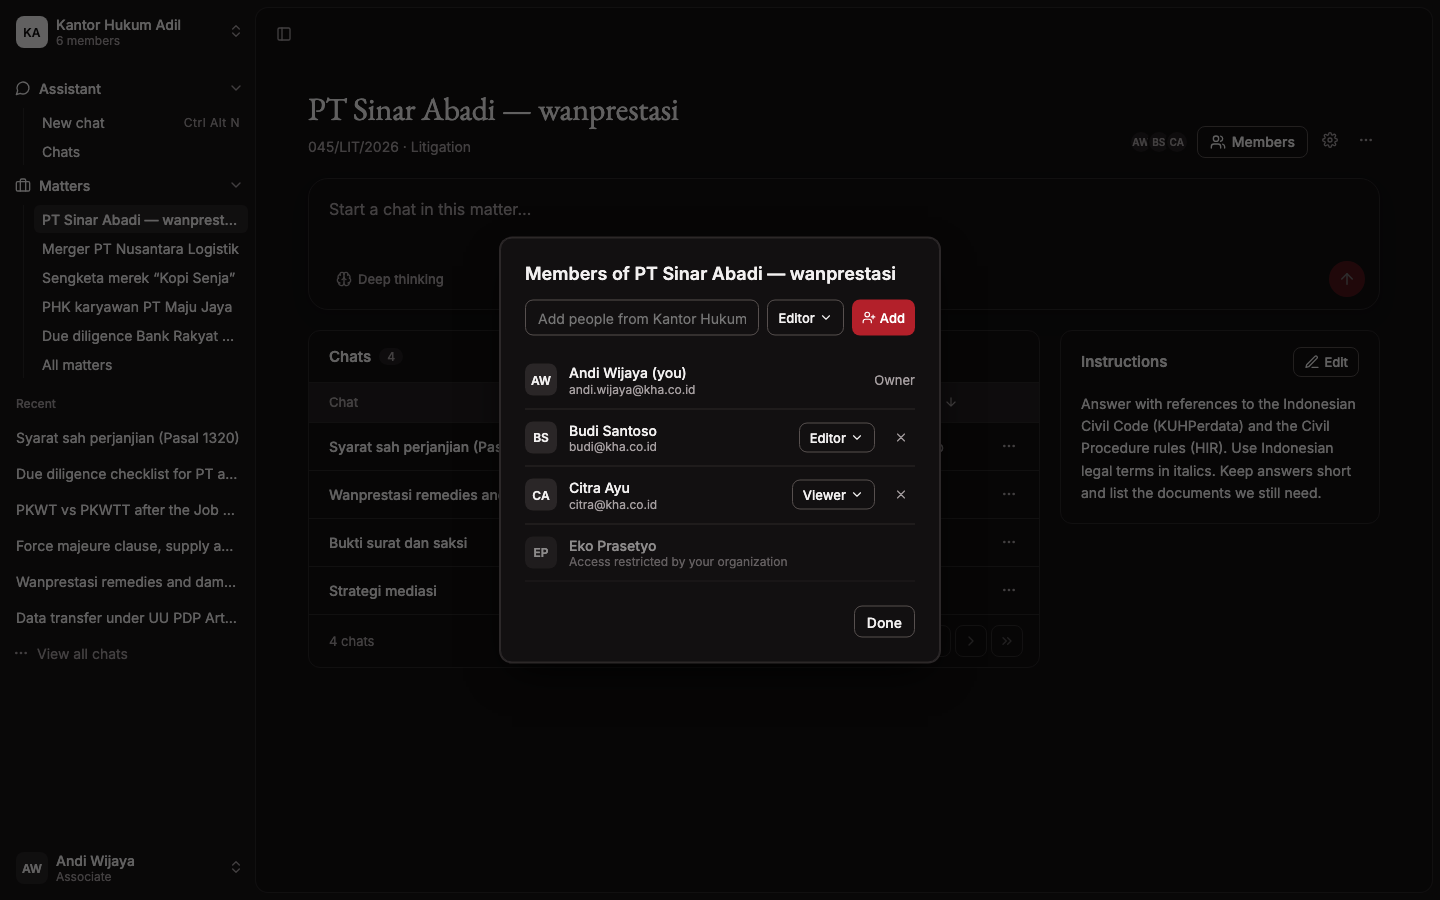 KA
Kantor Hukum Adil
6 members
Assistant
New chat
Ctrl Alt N
Chats
Matters
PT Sinar Abadi — wanprest...
Merger PT Nusantara Logistik
Sengketa merek “Kopi Senja”
PHK karyawan PT Maju Jaya
Due diligence Bank Rakyat ...
All matters
Recent
Syarat sah perjanjian (Pasal 1320)
Due diligence checklist for PT a...
PKWT vs PKWTT after the Job ...
Force majeure clause, supply a...
Wanprestasi remedies and dam...
Data transfer under UU PDP Art...
View all chats
AW
Andi Wijaya
Associate
PT Sinar Abadi — wanprestasi
045/LIT/2026 · Litigation
AW BS CA
Members
Start a chat in this matter...
Deep thinking
Chats 4
Chat
Syarat sah perjanjian (Pas
Wanprestasi remedies an
Bukti surat dan saksi
Strategi mediasi
4 chats
Instructions
Edit
Answer with references to the Indonesian
Civil Code (KUHPerdata) and the Civil
Procedure rules (HIR). Use Indonesian
legal terms in italics. Keep answers short
and list the documents we still need.
Members of PT Sinar Abadi — wanprestasi
Add people from Kantor Hukum
Editor
Add
AW
Andi Wijaya (you)
andi.wijaya@kha.co.id
Owner
BS
Budi Santoso
budi@kha.co.id
Editor
CA
Citra Ayu
citra@kha.co.id
Viewer
EP
Eko Prasetyo
Access restricted by your organization
Done